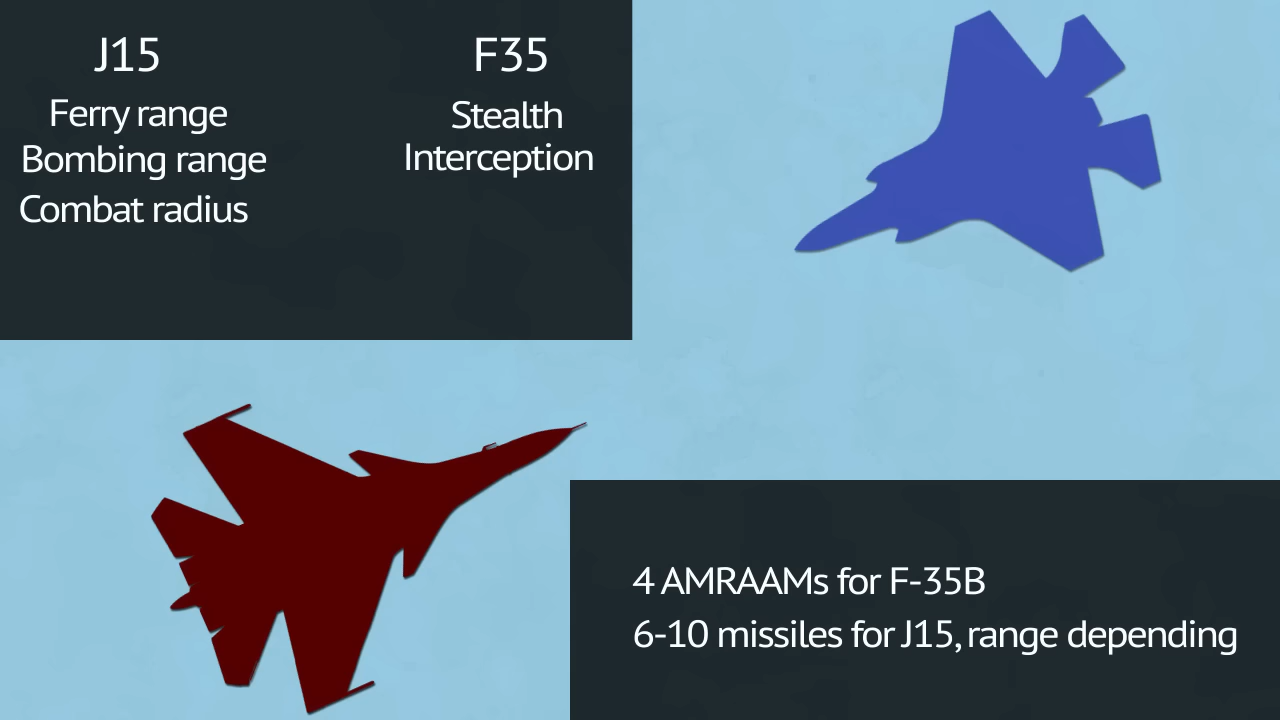 J15
Ferry range
Bombing range
Combat radius
F35
Stealth
Interception
4 AMRAAMs for F-35B
6-10 missiles for J15, range depending